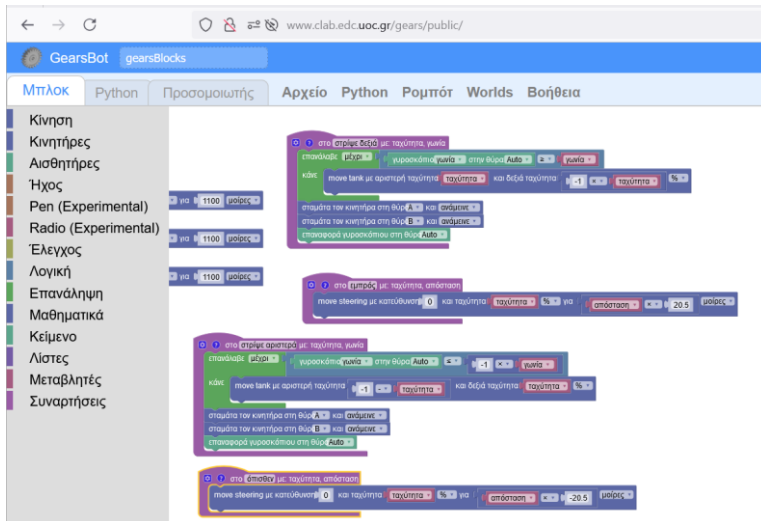 www.clab.edc.uoc.gr/gears/public/
GearsBot gearsBlocks
Μπλοκ Python Προσομοιωτής Αρχείο Python Ρομπότ Worlds Βοήθεια
Κίνηση
Κινητήρες
Αισθητήρες
Ήχος
Pen (Experimental)
Radio (Experimental)
Έλεγχος
Λογική
Επανάληψη
Μαθηματικά
Κείμενο
Λίστες
Μεταβλητές
Συναρτήσεις
για 1100 μοίρες
για 1100 μοίρες
για 1100 μοίρες
στο στρίψε δεξιά με: ταχύτητα, γωνία
επανάλαβε μέχρι γυροσκόπιο γωνία στην θύρα Auto ≥ γωνία
κάνε move tank με αριστερή ταχύτητα ταχύτητα και δεξιά ταχύτητα -1 × ταχύτητα %
σταμάτα τον κινητήρα στη θύρα A και ανάμεινε
σταμάτα τον κινητήρα στη θύρα B και ανάμεινε
επαναφορά γυροσκόπιου στη θύρα Auto
στο εμπρός με: ταχύτητα, απόσταση
move steering με κατεύθυνση 0 και ταχύτητα ταχύτητα % για απόσταση × 20.5 μοίρες
στο στρίψε αριστερά με: ταχύτητα, γωνία
επανάλαβε μέχρι γυροσκόπιο γωνία στην θύρα Auto ≤ -1 × γωνία
κάνε move tank με αριστερή ταχύτητα -1 - ταχύτητα και δεξιά ταχύτητα ταχύτητα %
σταμάτα τον κινητήρα στη θύρα A και ανάμεινε
σταμάτα τον κινητήρα στη θύρα B και ανάμεινε
επαναφορά γυροσκόπιου στη θύρα Auto
στο όπισθεν με: ταχύτητα, απόσταση
move steering με κατεύθυνση 0 και ταχύτητα ταχύτητα % για απόσταση × -20.5 μοίρες